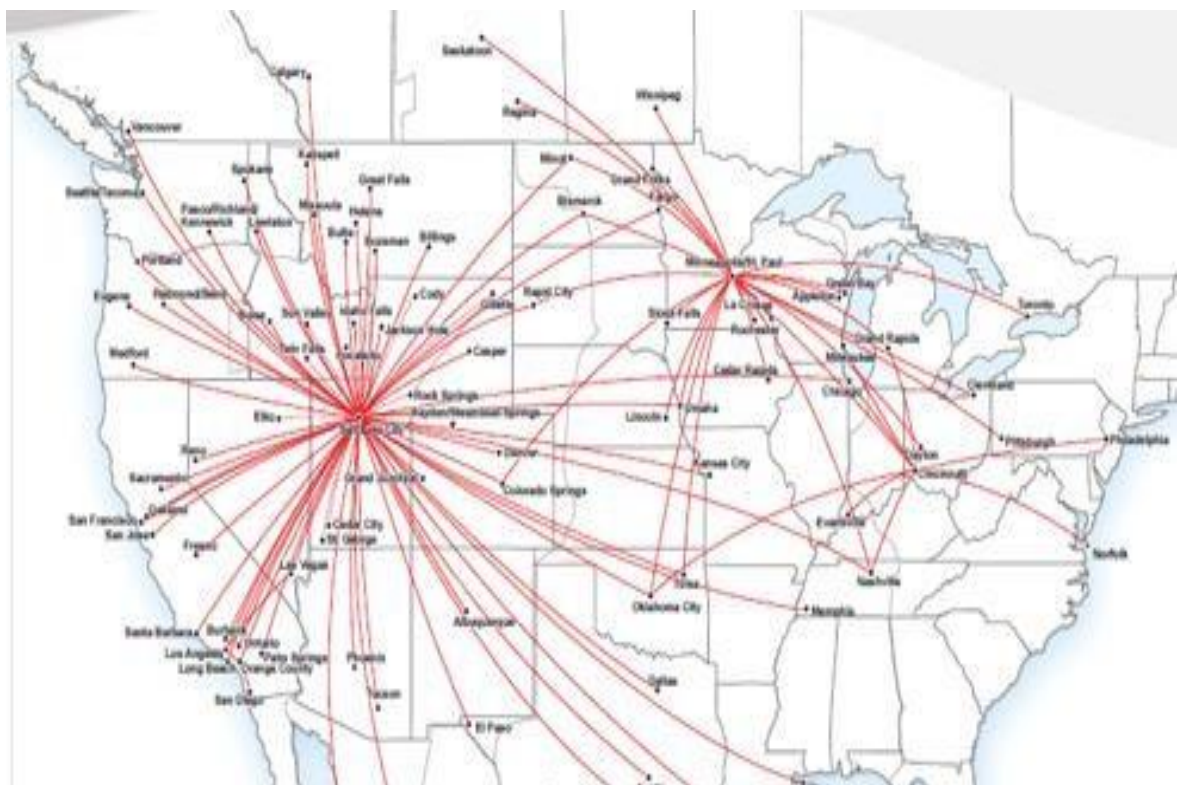 Saskatoon
Calgary
Winnipeg
Regina
Vancouver
Kalispell
Minot
Spokane
Great Falls
Grand Forks
Seattle/Tacoma
Fargo
Pasco/Richland/
Kennewick
Lewiston
Missoula
Helena
Bismarck
Butte
Bozeman
Billings
Portland
Minneapolis/St. Paul
Eugene
Redmond/Bend
Cody
Gillette
Rapid City
Green Bay
Appleton
La Crosse
Toronto
Boise
Sun Valley
Idaho Falls
Jackson Hole
Sioux Falls
Rochester
Medford
Twin Falls
Pocatello
Casper
Grand Rapids
Milwaukee
Cedar Rapids
Chicago
Cleveland
Rock Springs
Elko
Hayden/Steamboat Springs
Lincoln
Omaha
Salt Lake City
Pittsburgh
Philadelphia
Reno
Denver
Dayton
Kansas City
Cincinnati
Sacramento
Grand Junction
Colorado Springs
Oakland
San Francisco
San Jose
Cedar City
St. George
Evansville
Fresno
Norfolk
Las Vegas
Tulsa
Nashville
Oklahoma City
Memphis
Santa Barbara
Burbank
Albuquerque
Ontario
Los Angeles
Palm Springs
Phoenix
Long Beach
Orange County
Dallas
San Diego
Tucson
El Paso